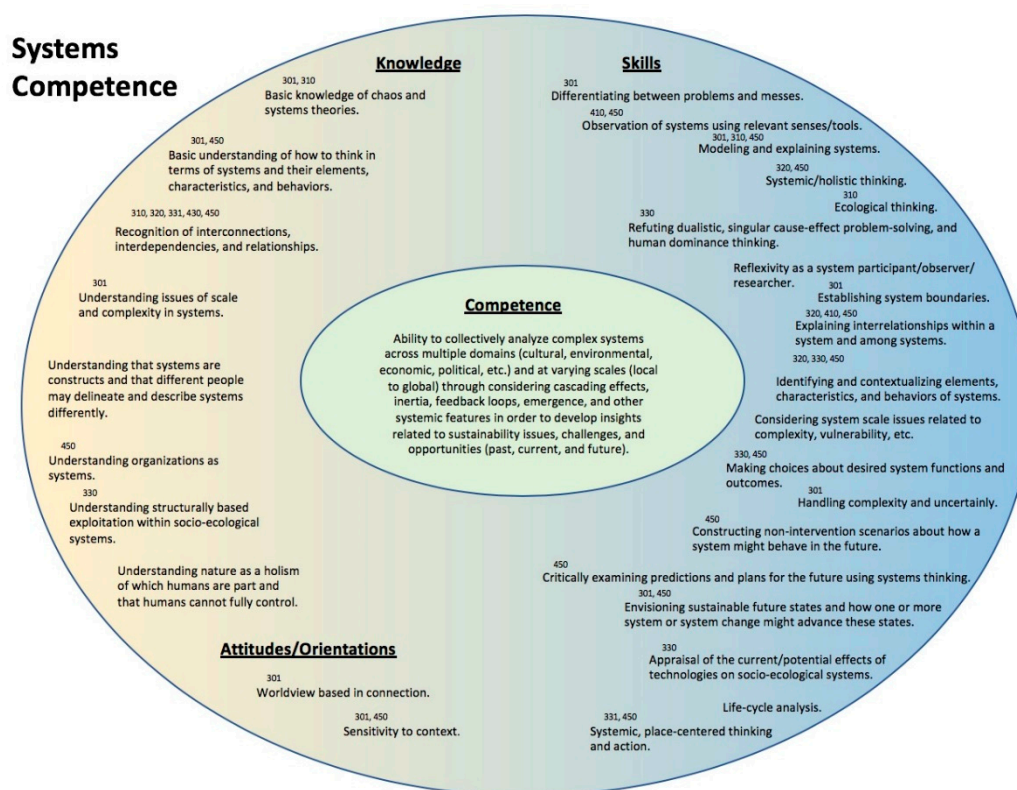 Systems
Competence
Knowledge
301, 310
Basic knowledge of chaos and
systems theories.
301, 450
Basic understanding of how to think in
terms of systems and their elements,
characteristics, and behaviors.
310, 320, 331, 430, 450
Recognition of interconnections,
interdependencies, and relationships.
301
Understanding issues of scale
and complexity in systems.
Understanding that systems are
constructs and that different people
may delineate and describe systems
differently.
450
Understanding organizations as
systems.
330
Understanding structurally based
exploitation within socio-ecological
systems.
Understanding nature as a holism
of which humans are part and
that humans cannot fully control.
Attitudes/Orientations
301
Worldview based in connection.
301, 450
Sensitivity to context.
Competence
Ability to collectively analyze complex systems
across multiple domains (cultural, environmental,
economic, political, etc.) and at varying scales (local
to global) through considering cascading effects,
inertia, feedback loops, emergence, and other
systemic features in order to develop insights
related to sustainability issues, challenges, and
opportunities (past, current, and future).
Skills
301
Differentiating between problems and messes.
410, 450
Observation of systems using relevant senses/tools.
301, 310, 450
Modeling and explaining systems.
320, 450
Systemic/holistic thinking.
310
Ecological thinking.
330
Refuting dualistic, singular cause-effect problem-solving, and
human dominance thinking.
Reflexivity as a system participant/observer/
researcher.
301
Establishing system boundaries.
320, 410, 450
Explaining interrelationships within a
system and among systems.
320, 330, 450
Identifying and contextualizing elements,
characteristics, and behaviors of systems.
Considering system scale issues related to
complexity, vulnerability, etc.
330, 450
Making choices about desired system functions and
outcomes.
301
Handling complexity and uncertainly.
450
Constructing non-intervention scenarios about how a
system might behave in the future.
450
Critically examining predictions and plans for the future using systems thinking.
301, 450
Envisioning sustainable future states and how one or more
system or system change might advance these states.
330
Appraisal of the current/potential effects of
technologies on socio-ecological systems.
Life-cycle analysis.
331, 450
Systemic, place-centered thinking
and action.